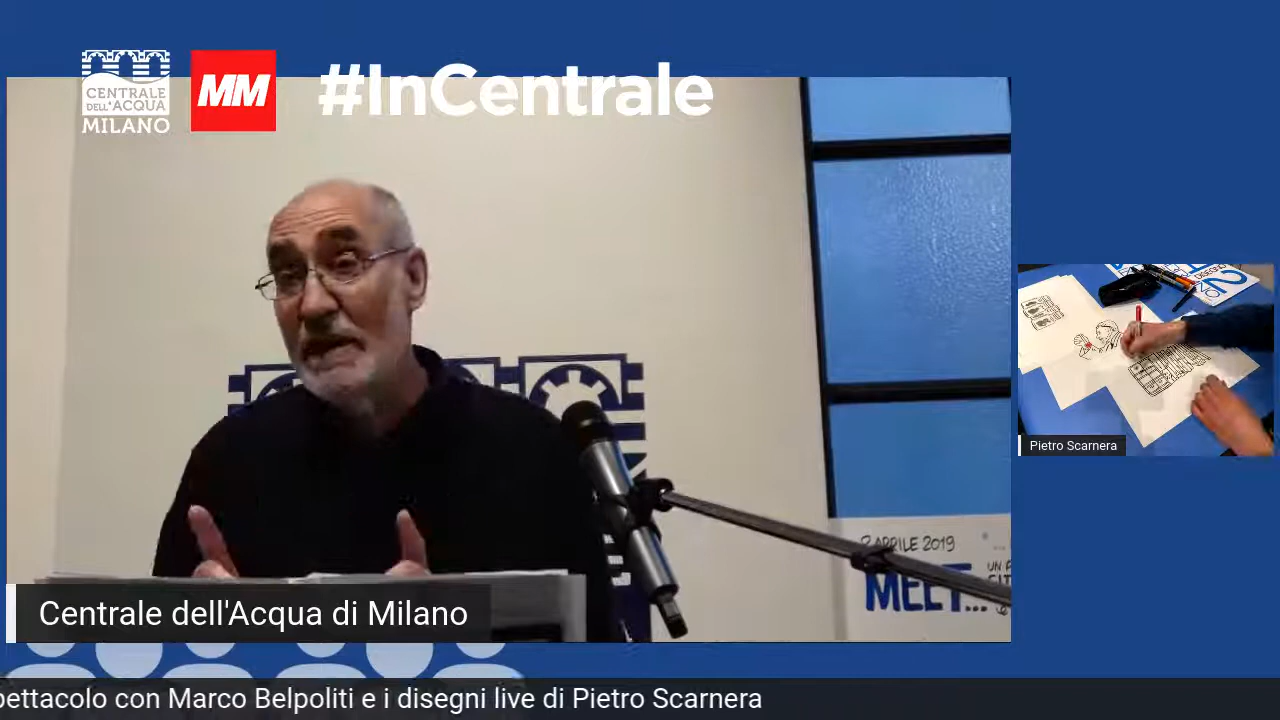 CENTRALE
DELL'ACQUA
MILANO
MM
#InCentrale
2 APRILE 2019
MEET...
Pietro Scarnera
Centrale dell'Acqua di Milano
pettacolo con Marco Belpoliti e i disegni live di Pietro Scarnera